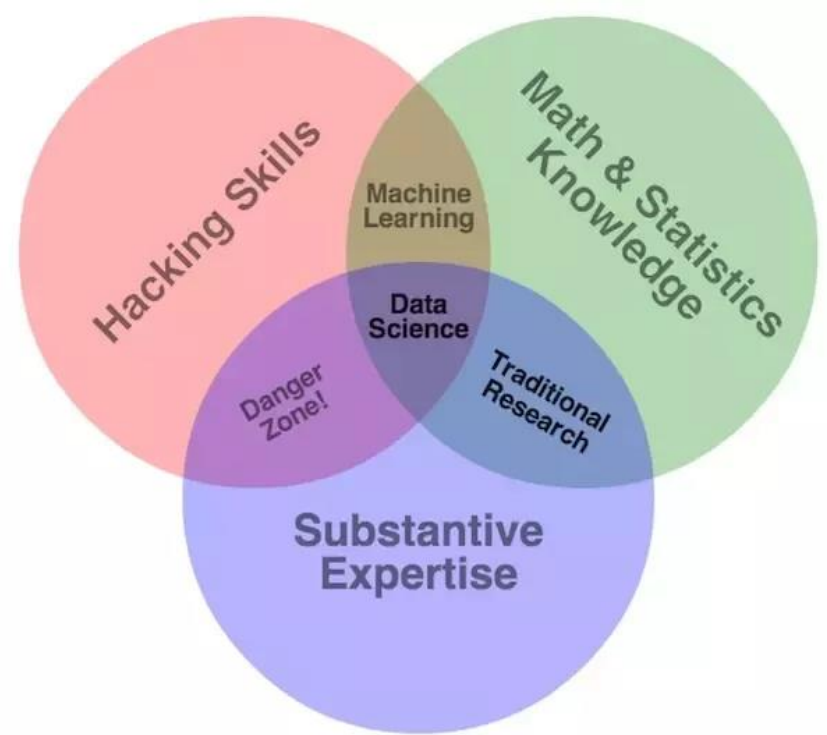 Hacking Skills
Math & Statistics
Knowledge
Machine
Learning
Data
Science
Danger
Zone!
Traditional
Research
Substantive
Expertise